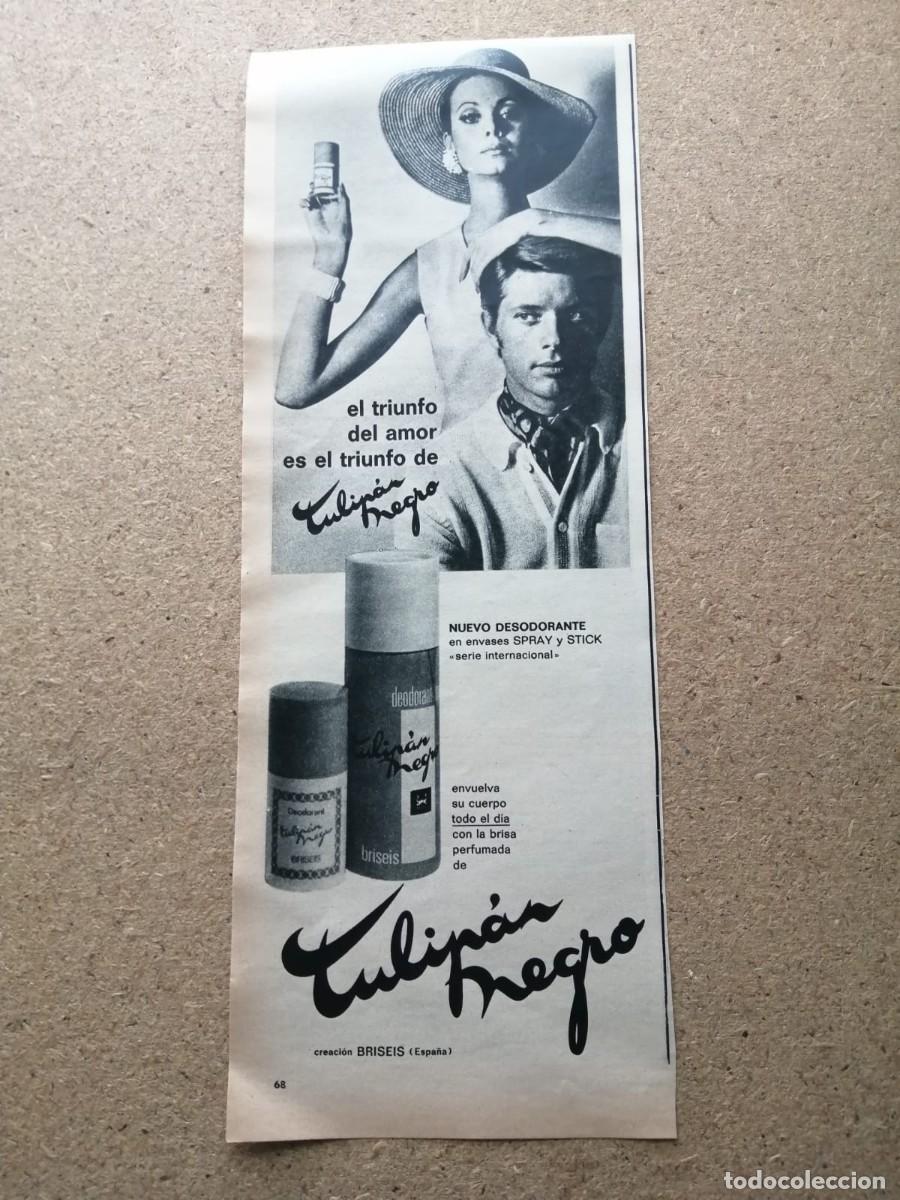 el triunfo
del amor
es el triunfo de
Tulipán
Negro
NUEVO DESODORANTE
en envases SPRAY y STICK
«serie internacional»
deodorant
Tulipán
Negro
briseis
Deodorant
Tulipán
Negro
BRISEIS
envuelva
su cuerpo
todo el día
con la brisa
perfumada
de
Tulipán
Negro
creación BRISEIS (España)
68
todocoleccion